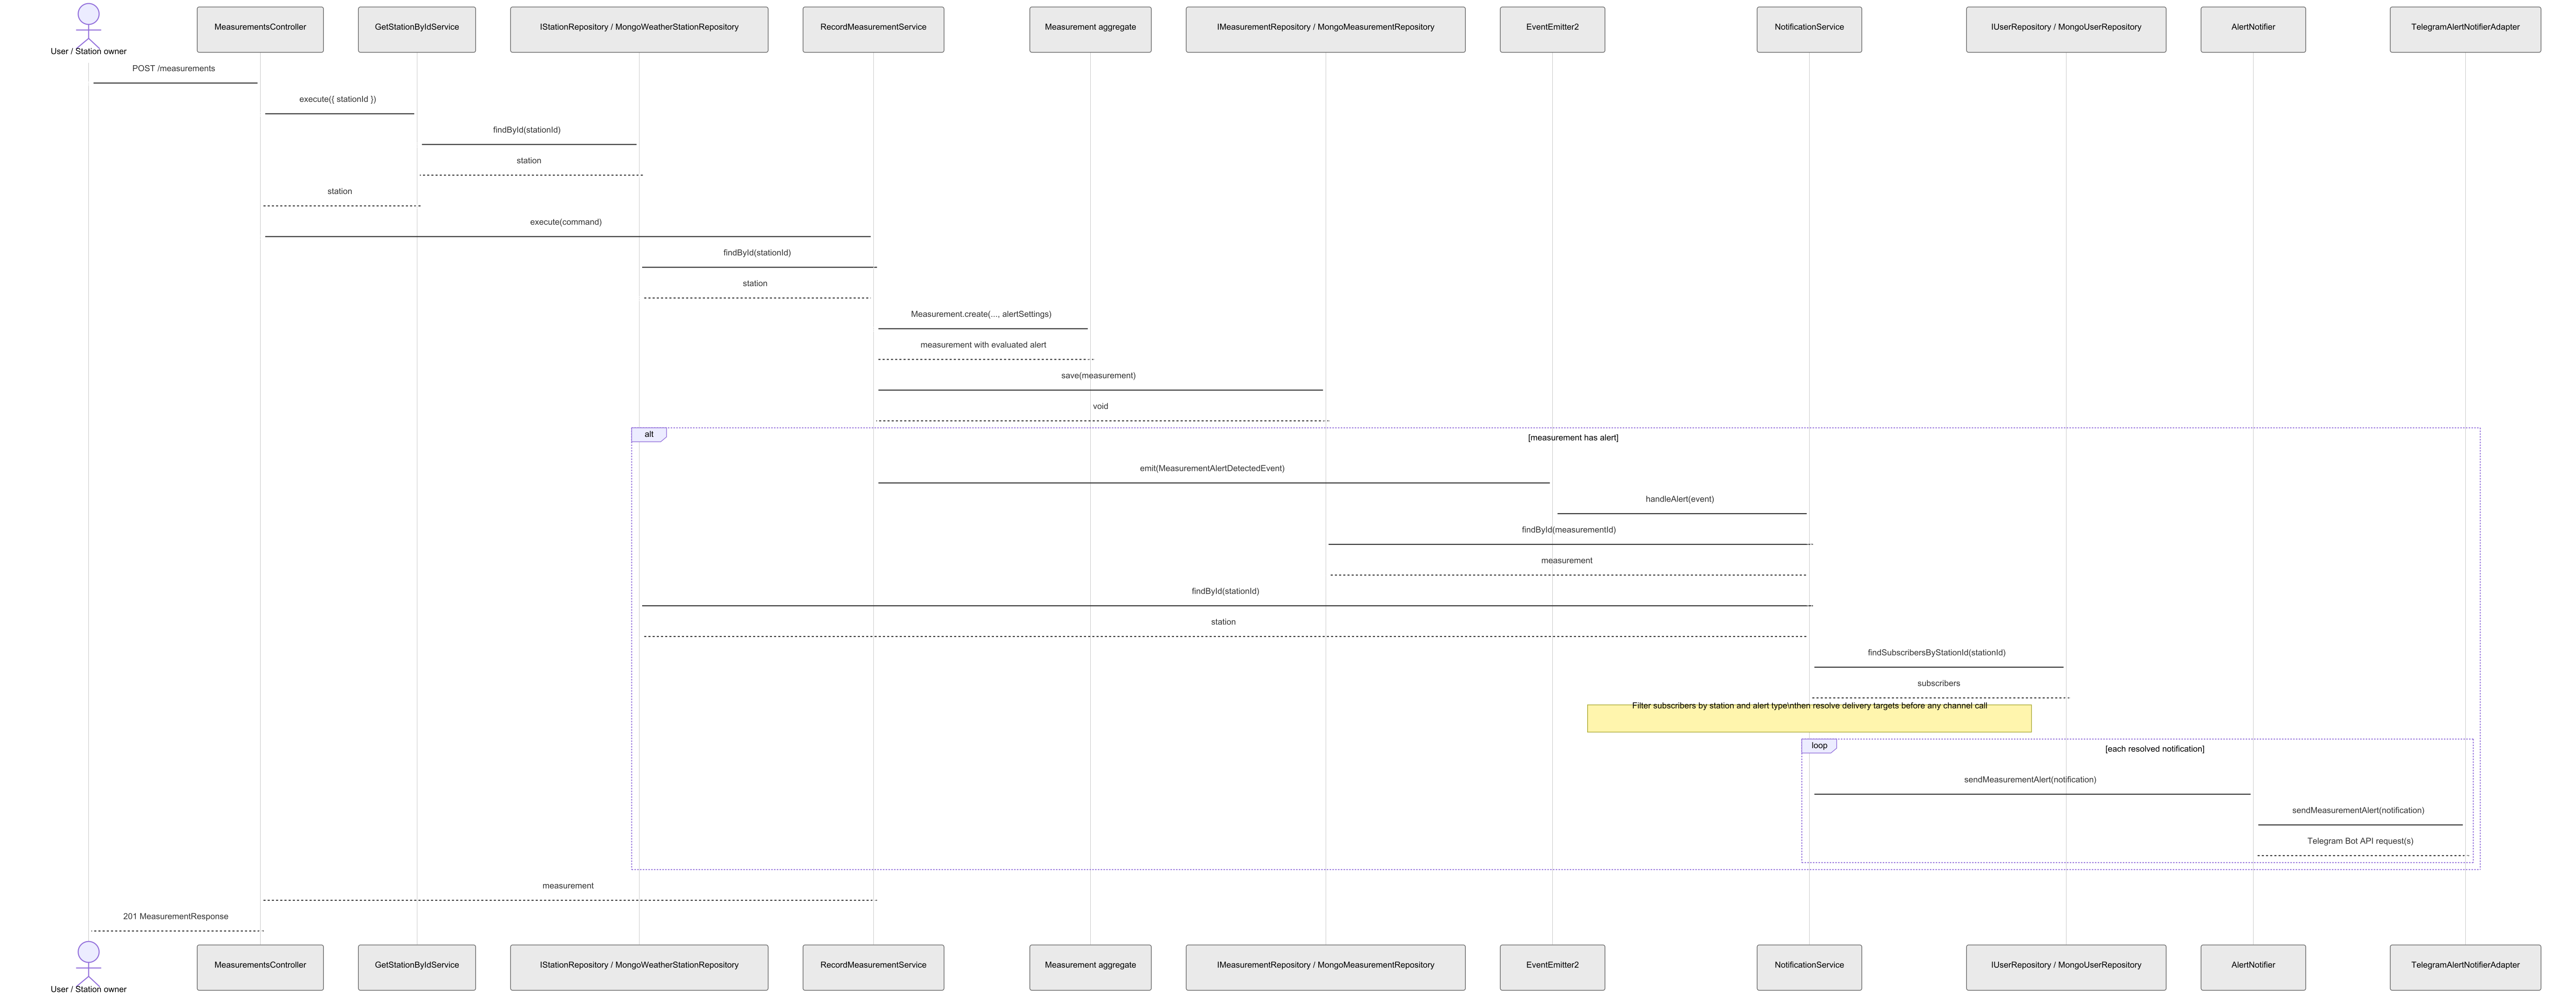 User / Station owner
MeasurementsController
GetStationByIdService
IStationRepository / MongoWeatherStationRepository
RecordMeasurementService
Measurement aggregate
IMeasurementRepository / MongoMeasurementRepository
EventEmitter2
NotificationService
IUserRepository / MongoUserRepository
AlertNotifier
TelegramAlertNotifierAdapter
POST /measurements
execute({ stationId })
findById(stationId)
station
station
execute(command)
findById(stationId)
station
Measurement.create(..., alertSettings)
measurement with evaluated alert
save(measurement)
void
alt
[measurement has alert]
emit(MeasurementAlertDetectedEvent)
handleAlert(event)
findById(measurementId)
measurement
findById(stationId)
station
findSubscribersByStationId(stationId)
subscribers
Filter subscribers by station and alert type\nthen resolve delivery targets before any channel call
loop
[each resolved notification]
sendMeasurementAlert(notification)
sendMeasurementAlert(notification)
Telegram Bot API request(s)
measurement
201 MeasurementResponse
User / Station owner
MeasurementsController
GetStationByIdService
IStationRepository / MongoWeatherStationRepository
RecordMeasurementService
Measurement aggregate
IMeasurementRepository / MongoMeasurementRepository
EventEmitter2
NotificationService
IUserRepository / MongoUserRepository
AlertNotifier
TelegramAlertNotifierAdapter